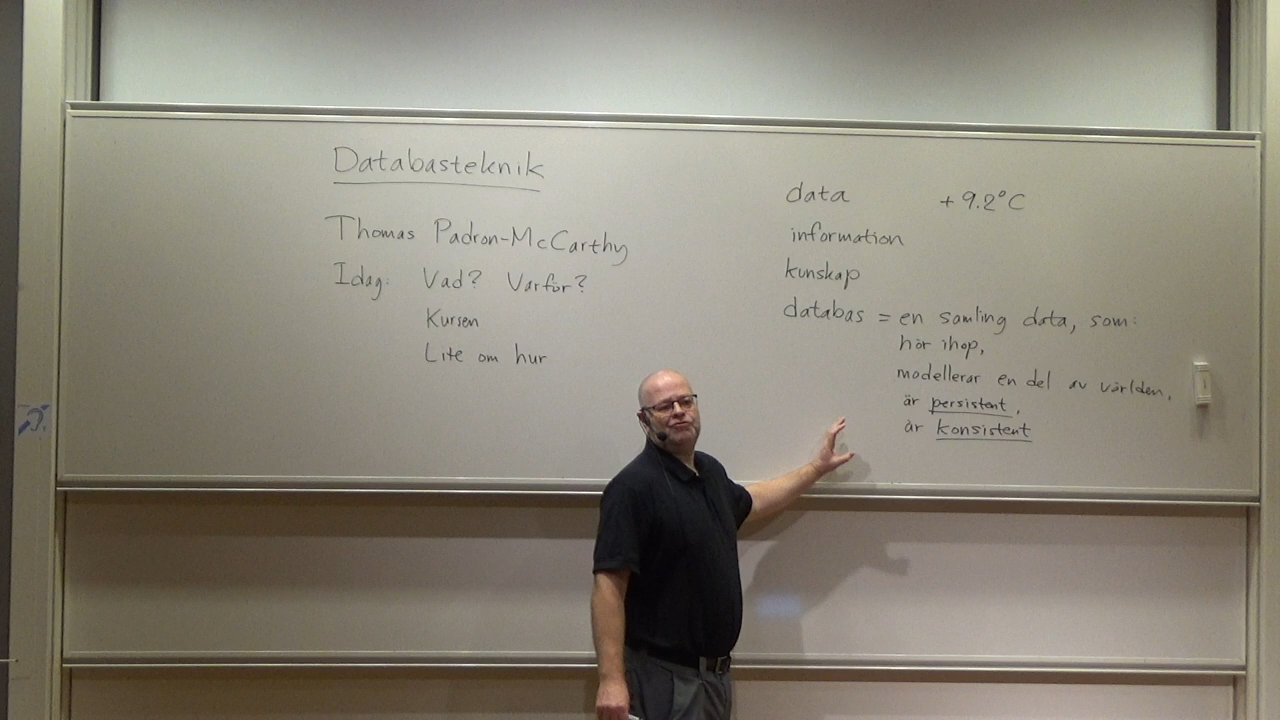 Databasteknik
Thomas Padron-McCarthy
Idag: Vad? Varför?
Kursen
Lite om hur
data +9.2°C
information
kunskap
databas = en samling data, som:
hör ihop,
modellerar en del av världen,
är persistent,
är konsistent